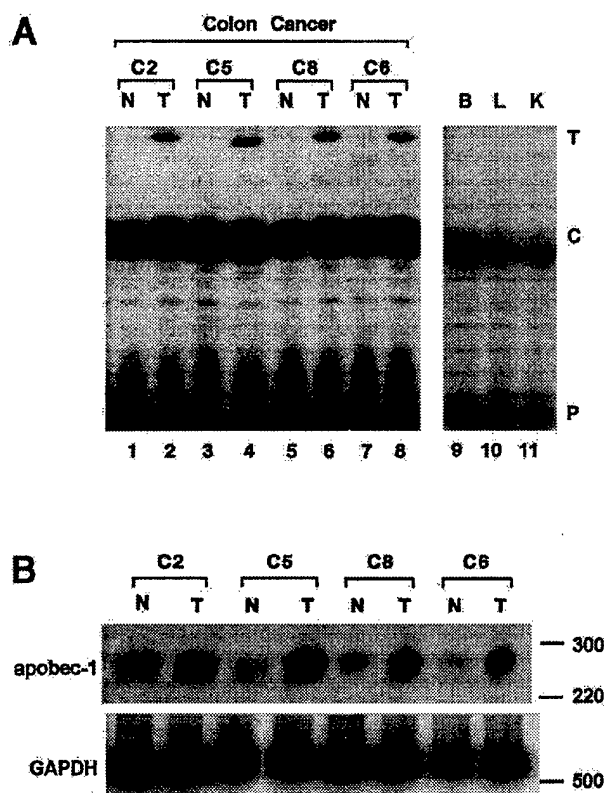 A
Colon Cancer
C2 C5 C8 C6
N T N T N T N T B L K
T
C
P
1 2 3 4 5 6 7 8 9 10 11
B
C2 C5 C8 C6
N T N T N T N T
300
apobec-1
220
GAPDH
500